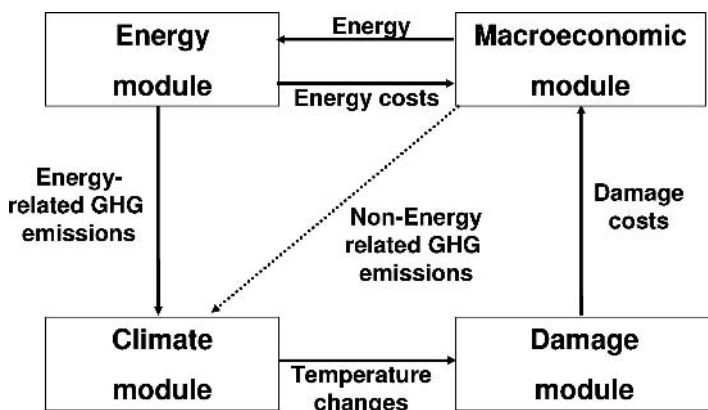 Energy
module
Energy
Energy costs
Macroeconomic
module
Energy-
related GHG
emissions
Non-Energy
related GHG
emissions
Damage
costs
Climate
module
Temperature
changes
Damage
module